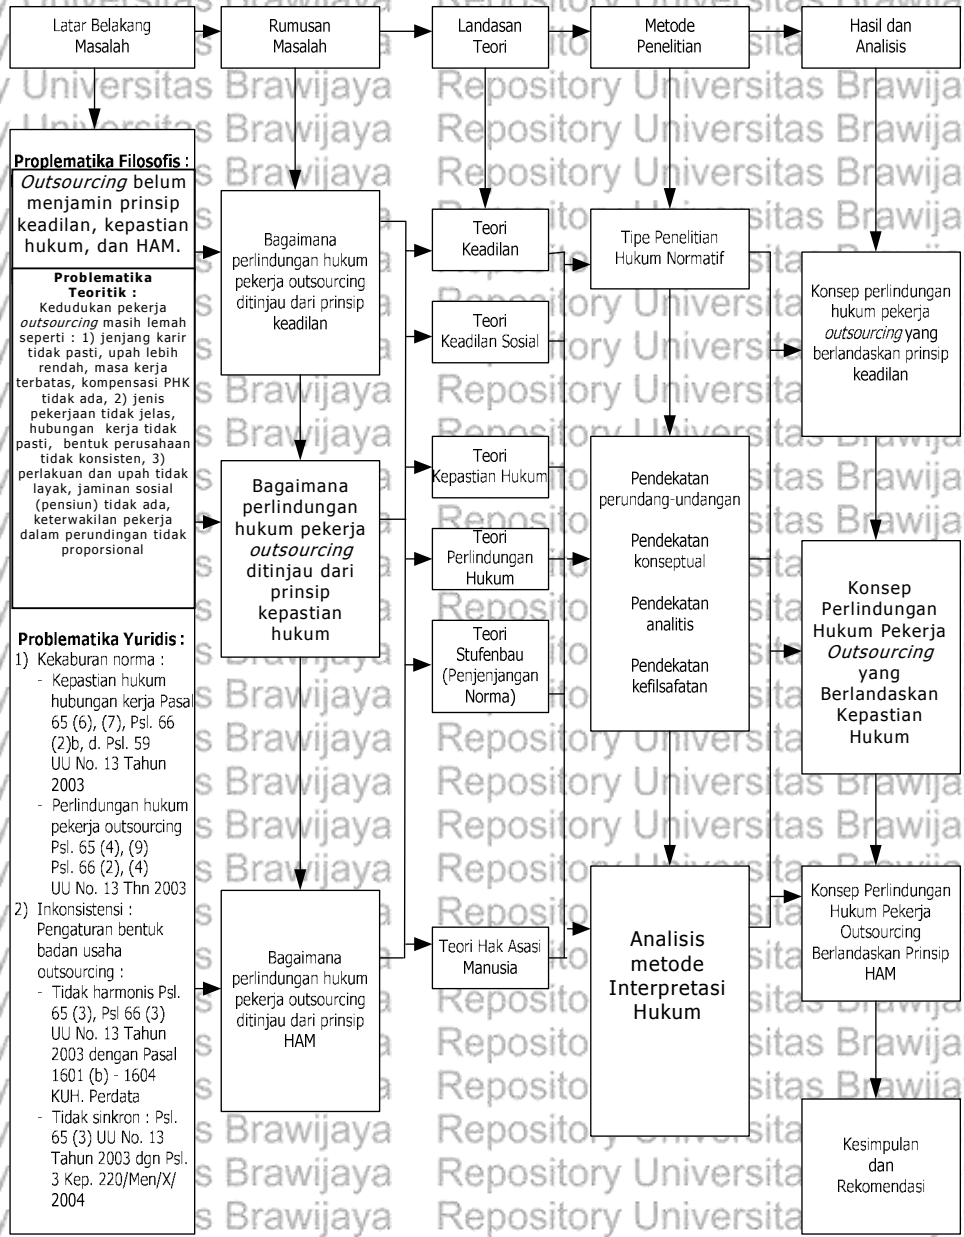 Latar Belakang
Masalah
Rumusan
Masalah
Landasan
Teori
Metode
Penelitian
Hasil dan
Analisis
Proplematika Filosofis :
Outsourcing belum
menjamin prinsip
keadilan, kepastian
hukum, dan HAM.
Problematika
Teoritik :
Kedudukan pekerja
outsourcing masih lemah
seperti : 1) jenjang karir
tidak pasti, upah lebih
rendah, masa kerja
terbatas, kompensasi PHK
tidak ada, 2) jenis
pekerjaan tidak jelas,
hubungan kerja tidak
pasti, bentuk perusahaan
tidak konsisten, 3)
perlakuan dan upah tidak
layak, jaminan sosial
(pensiun) tidak ada,
keterwakilan pekerja
dalam perundingan tidak
proporsional
Problematika Yuridis :
1) Kekaburan norma :
- Kepastian hukum
hubungan kerja Pasal
65 (6), (7), Psl. 66
(2)b, d. Psl. 59
UU No. 13 Tahun
2003
- Perlindungan hukum
pekerja outsourcing
Psl. 65 (4), (9)
Psl. 66 (2), (4)
UU No. 13 Thn 2003
2) Inkonsistensi :
Pengaturan bentuk
badan usaha
outsourcing :
- Tidak harmonis Psl.
65 (3), Psl 66 (3)
UU No. 13 Tahun
2003 dengan Pasal
1601 (b) - 1604
KUH. Perdata
- Tidak sinkron : Psl.
65 (3) UU No. 13
Tahun 2003 dgn Psl.
3 Kep. 220/Men/X/
2004
Bagaimana
perlindungan hukum
pekerja outsourcing
ditinjau dari prinsip
keadilan
Bagaimana
perlindungan
hukum pekerja
outsourcing
ditinjau dari
prinsip
kepastian
hukum
Bagaimana
perlindungan hukum
pekerja outsourcing
ditinjau dari prinsip
HAM
Teori
Keadilan
Teori
Keadilan Sosial
Teori
Kepastian Hukum
Teori
Perlindungan
Hukum
Teori
Stufenbau
(Penjenjangan
Norma)
Teori Hak Asasi
Manusia
Tipe Penelitian
Hukum Normatif
Pendekatan
perundang-undangan
Pendekatan
konseptual
Pendekatan
analitis
Pendekatan
kefilsafatan
Analisis
metode
Interpretasi
Hukum
Konsep perlindungan
hukum pekerja
outsourcing yang
berlandaskan prinsip
keadilan
Konsep
Perlindungan
Hukum Pekerja
Outsourcing
yang
Berlandaskan
Kepastian
Hukum
Konsep Perlindungan
Hukum Pekerja
Outsourcing
Berlandaskan Prinsip
HAM
Kesimpulan
dan
Rekomendasi